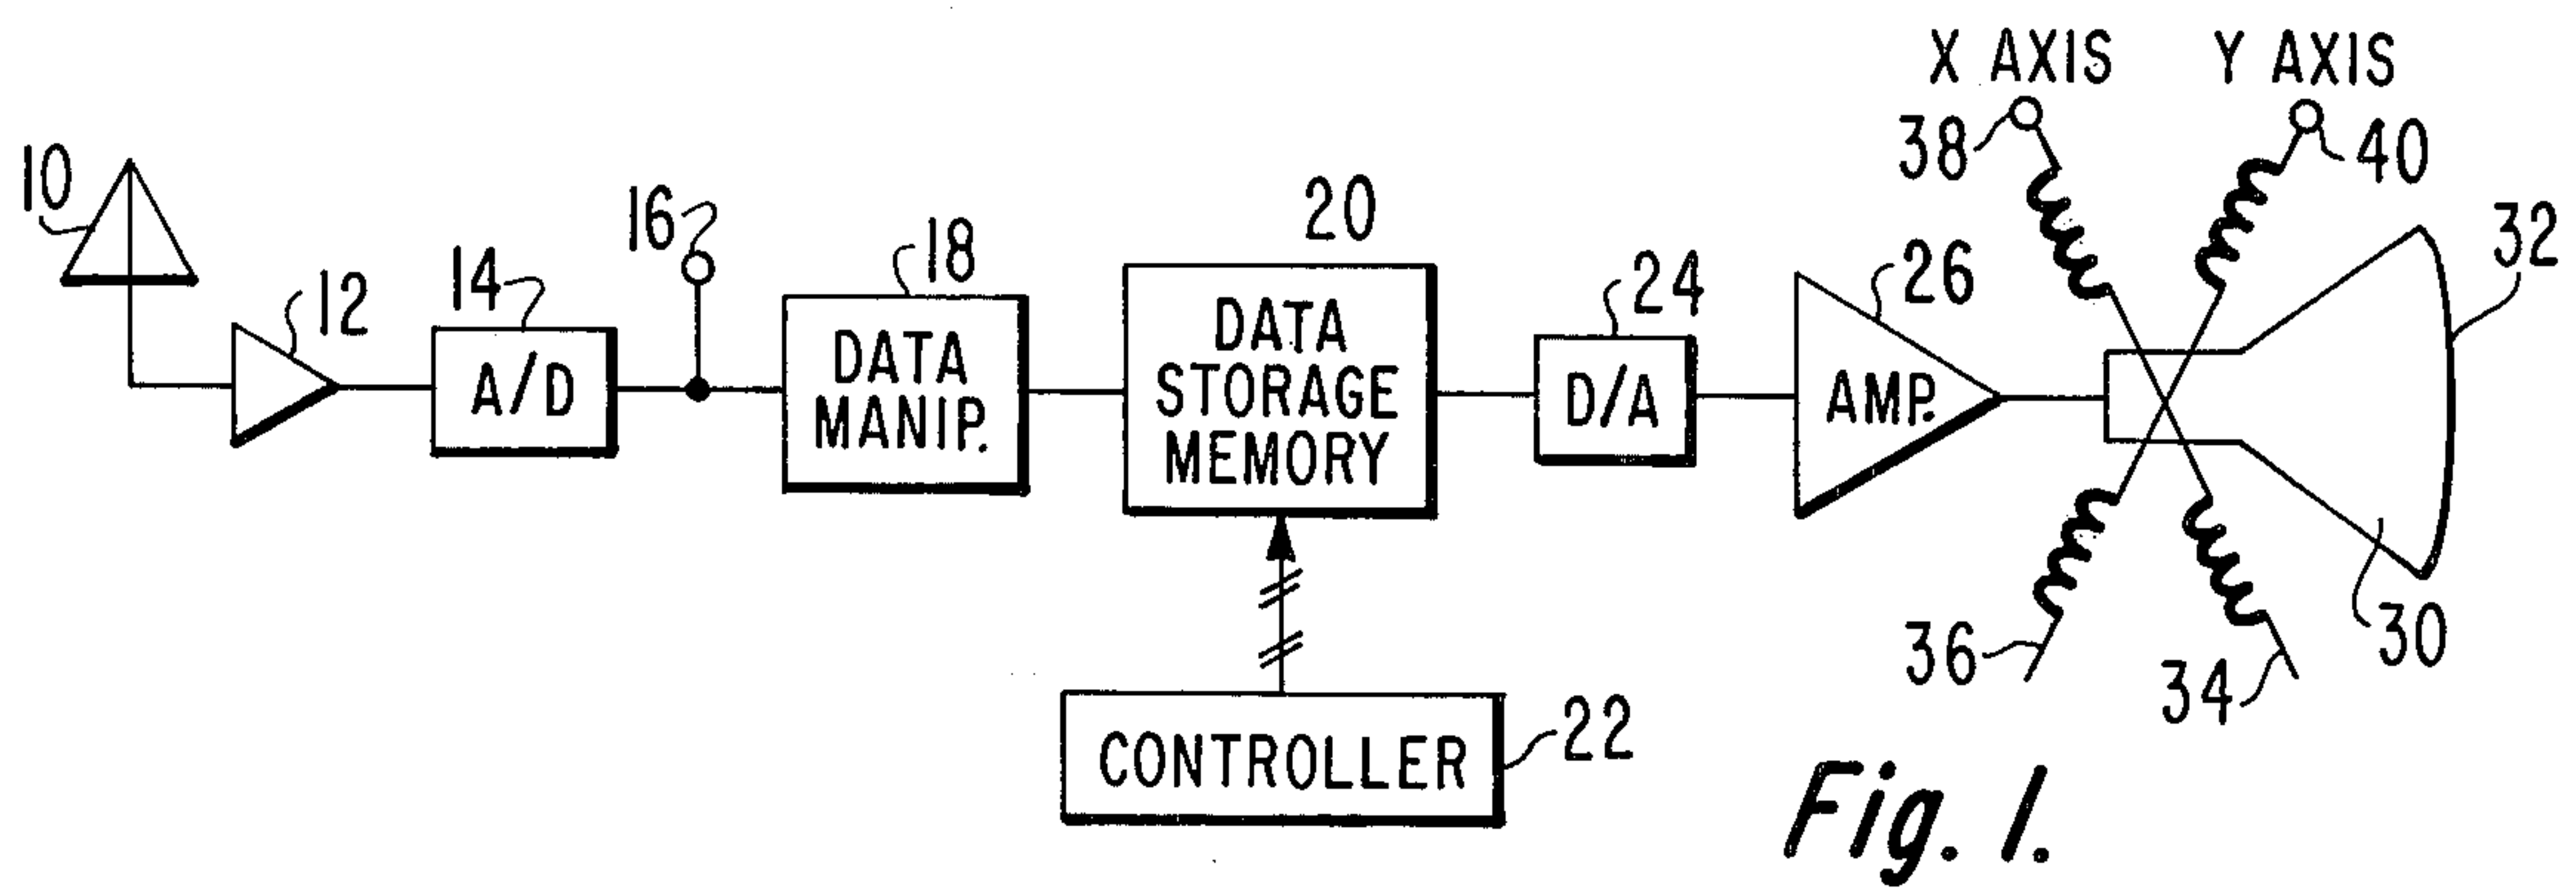 X AXIS
Y AXIS
38
40
10
16
20
32
12
14
18
24
26
A/D
DATA
MANIP.
DATA
STORAGE
MEMORY
D/A
AMP.
36
34
30
CONTROLLER
22
Fig. 1.